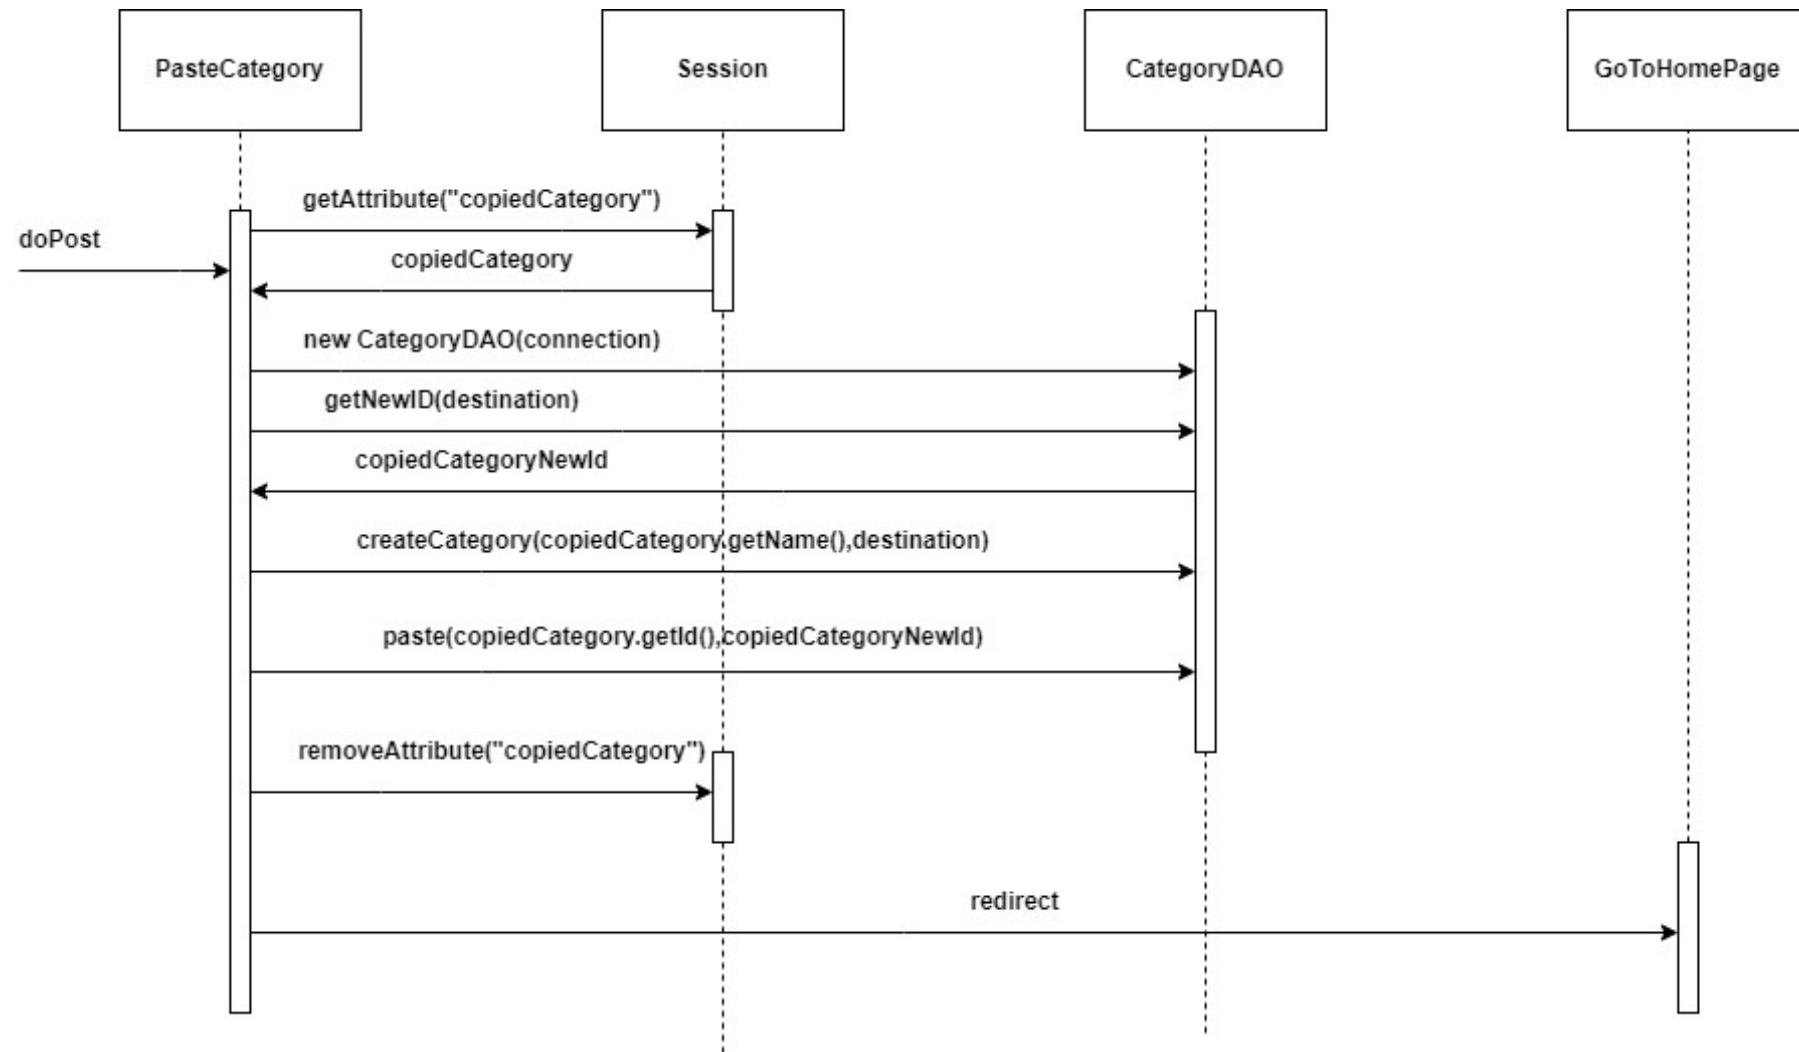 PasteCategory
Session
CategoryDAO
GoToHomePage
getAttribute("copiedCategory")
doPost
copiedCategory
new CategoryDAO(connection)
getNewID(destination)
copiedCategoryNewId
createCategory(copiedCategory.getName(),destination)
paste(copiedCategory.getId(),copiedCategoryNewId)
removeAttribute("copiedCategory")
redirect